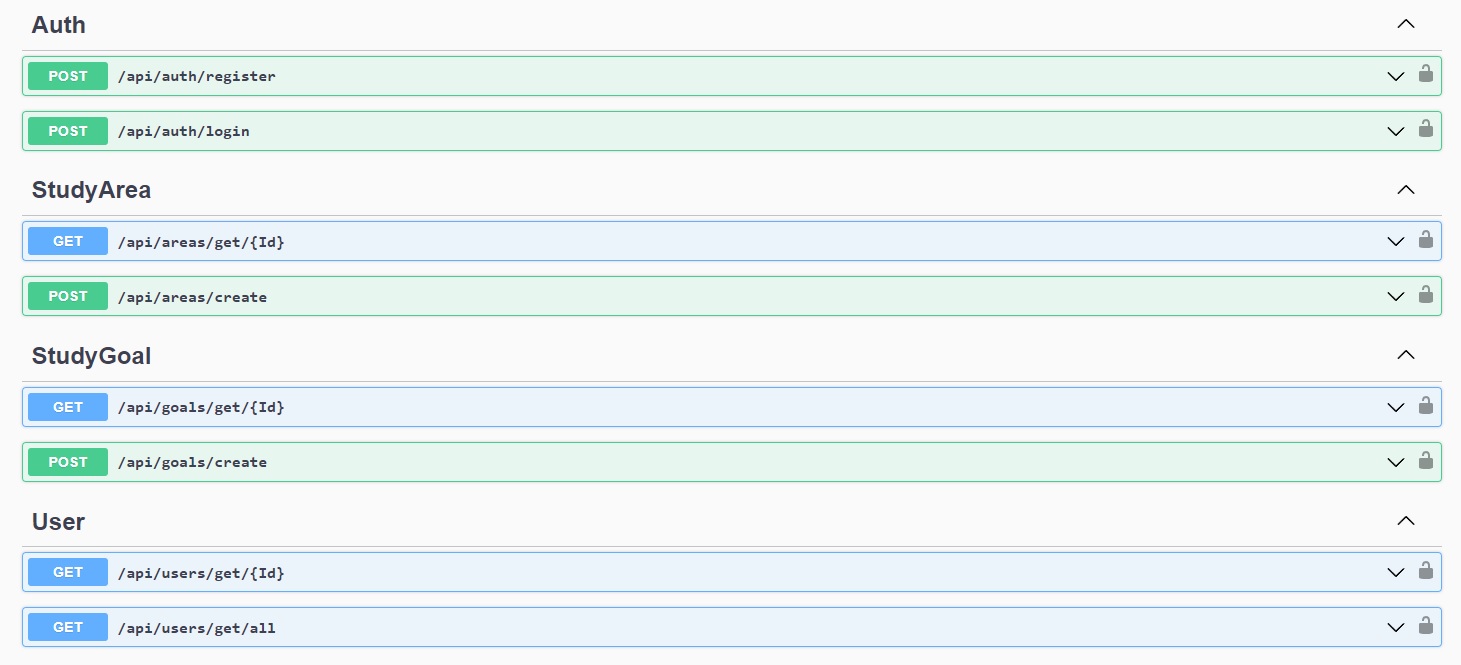 Auth
POST /api/auth/register
POST /api/auth/login
StudyArea
GET /api/areas/get/{Id}
POST /api/areas/create
StudyGoal
GET /api/goals/get/{Id}
POST /api/goals/create
User
GET /api/users/get/{Id}
GET /api/users/get/all